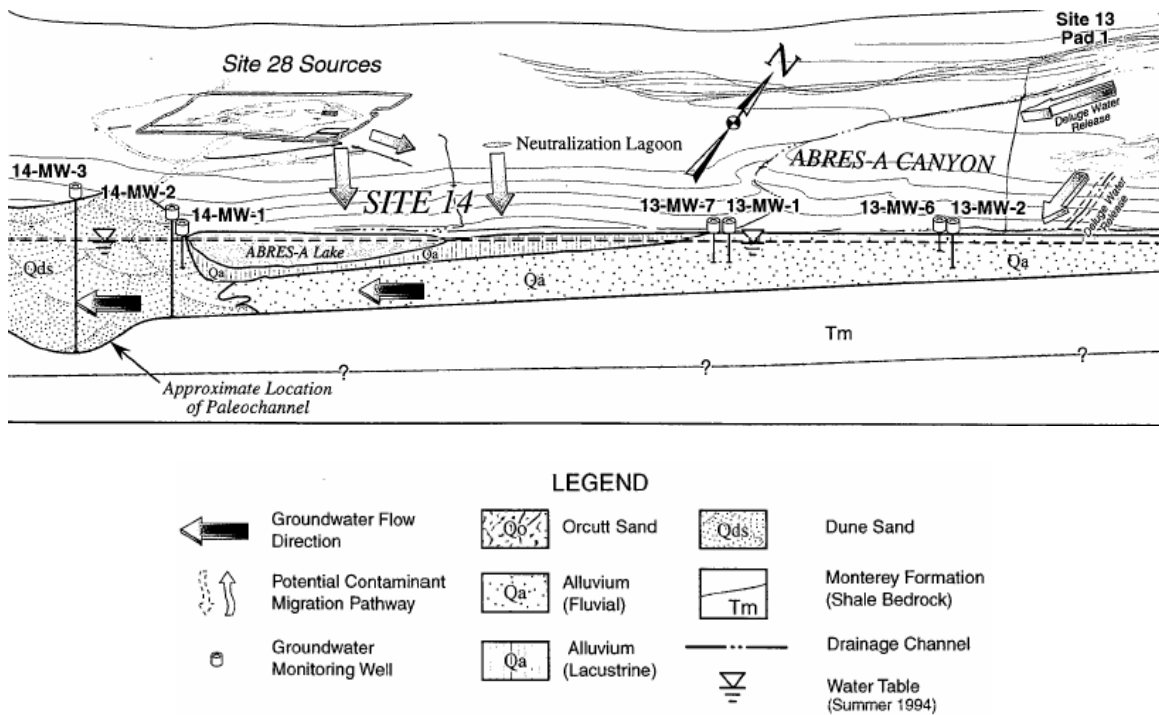 Site 13
Pad 1
Site 28 Sources
N
Deluge Water
Release
Neutralization Lagoon
ABRES-A CANYON
14-MW-3
14-MW-2
14-MW-1
SITE 14
13-MW-7
13-MW-1
13-MW-6
13-MW-2
Deluge Water
Release
ABRES-A Lake
Qa
Qds
Qa
Qa
Qa
Tm
?
?
?
Approximate Location
of Paleochannel
LEGEND
Groundwater Flow
Direction
Qo
Orcutt Sand
Qds
Dune Sand
Potential Contaminant
Migration Pathway
Qa
Alluvium
(Fluvial)
Tm
Monterey Formation
(Shale Bedrock)
Groundwater
Monitoring Well
Qa
Alluvium
(Lacustrine)
Drainage Channel
Water Table
(Summer 1994)